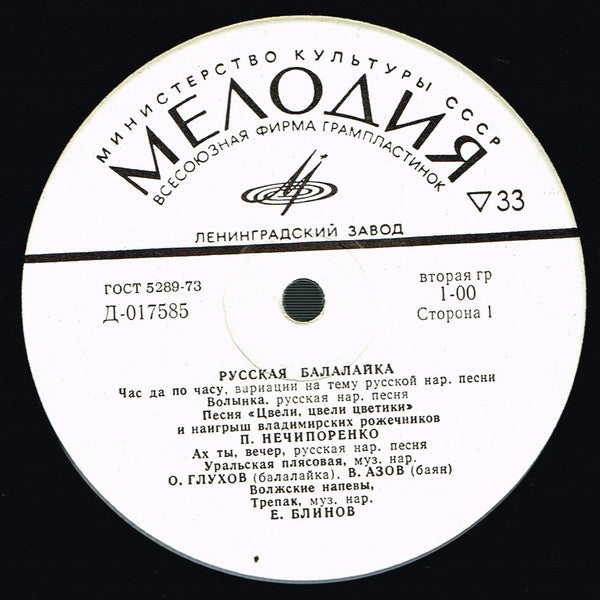 МИНИСТЕРСТВО КУЛЬТУРЫ СССР
МЕЛОДИЯ
ВСЕСОЮЗНАЯ ФИРМА ГРАМПЛАСТИНОК
▽33
ЛЕНИНГРАДСКИЙ ЗАВОД
ГОСТ 5289-73
Д-017585
вторая гр
1-00
Сторона 1
РУССКАЯ БАЛАЛАЙКА
Час да по часу, вариации на тему русской нар. песни
Волынка, русская нар. песня
Песня «Цвели, цвели цветики»
и наигрыш владимирских рожечников
П. НЕЧИПОРЕНКО
Ах ты, вечер, русская нар. песня
Уральская плясовая, муз. нар.
О. ГЛУХОВ (балалайка), В. АЗОВ (баян)
Волжские напевы,
Трепак, муз. нар.
Е. БЛИНОВ